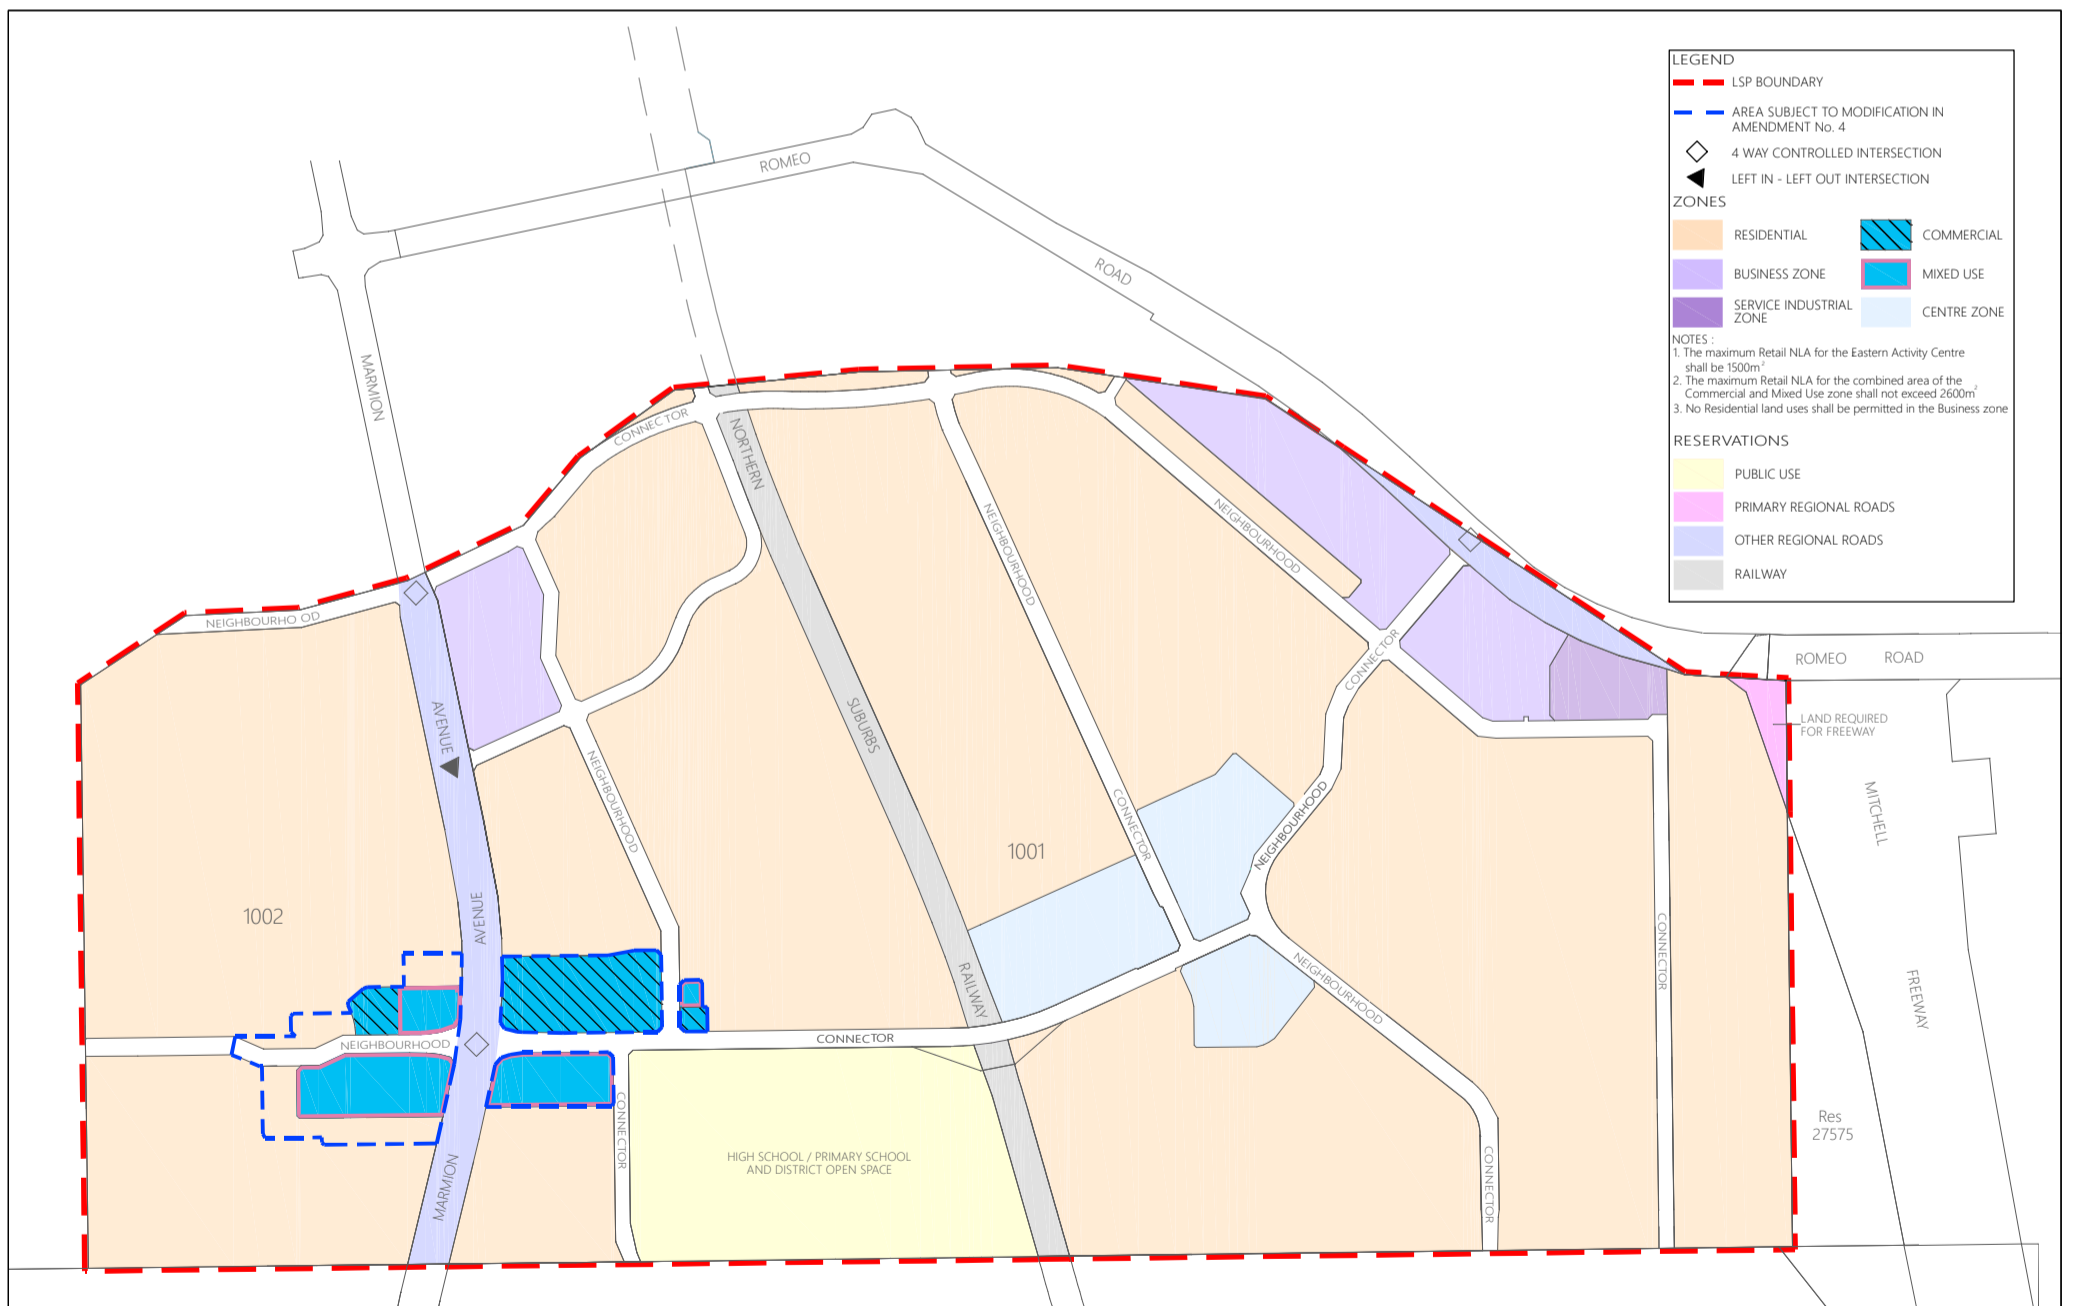 LEGEND
LSP BOUNDARY
AREA SUBJECT TO MODIFICATION IN
AMENDMENT No. 4
4 WAY CONTROLLED INTERSECTION
LEFT IN - LEFT OUT INTERSECTION
ZONES
RESIDENTIAL
COMMERCIAL
BUSINESS ZONE
MIXED USE
SERVICE INDUSTRIAL
ZONE
CENTRE ZONE
NOTES :
1. The maximum Retail NLA for the Eastern Activity Centre
shall be 1500m²
2. The maximum Retail NLA for the combined area of the
Commercial and Mixed Use zone shall not exceed 2600m²
3. No Residential land uses shall be permitted in the Business zone
RESERVATIONS
PUBLIC USE
PRIMARY REGIONAL ROADS
OTHER REGIONAL ROADS
RAILWAY
ROMEO
ROAD
MARMION
CONNEC TOR
NORTHERN
NEIGHBOURHOOD
NEIGHBOURHOOD
NEIGHBOURHO OD
CONNECTOR
ROMEO ROAD
AVENUE
SUBURBS
NEIGHBOURHOOD
LAND REQUIRED
FOR FREEWAY
MITCHELL
CONNECTOR
NEIGHBOURHOOD
1001
1002
AVENUE
CONNECTOR
RAILWAY
NEIGHBOURHOOD
FREEWAY
NEIGHBOURHOOD
CONNECTOR
CONNECTOR
HIGH SCHOOL / PRIMARY SCHOOL
AND DISTRICT OPEN SPACE
MARMION
CONNECTOR
Res
27575